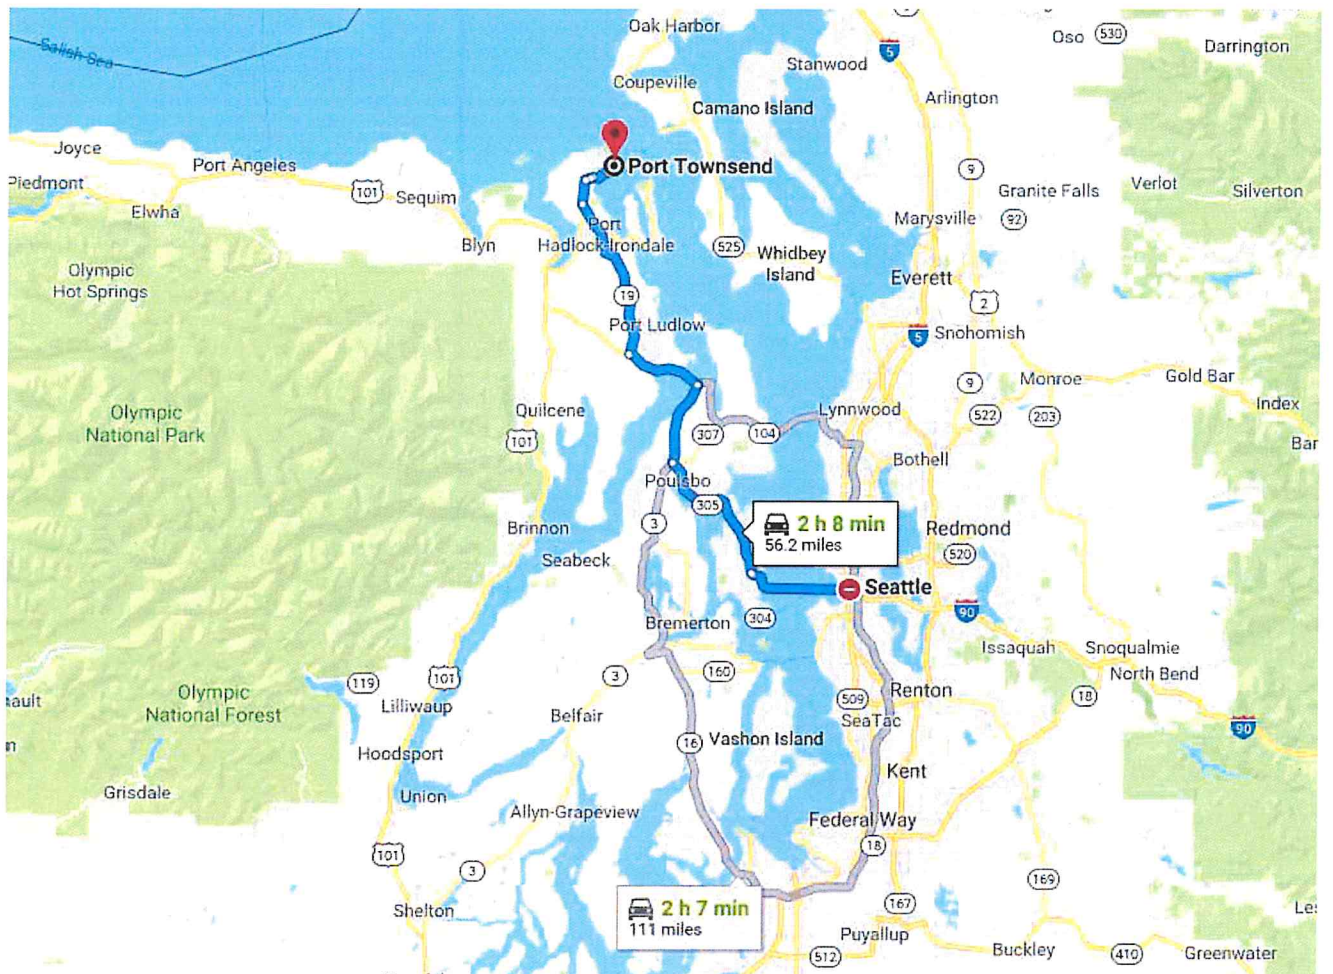 Oak Harbor
Oso
530
Darrington
Salish Sea
5
Stanwood
Coupeville
Camano Island
Arlington
Joyce
Port Angeles
Port Townsend
9
Piedmont
101
Sequim
Granite Falls
Verlot
Silverton
Elwha
Marysville
92
Port
Hadlock-Irondale
Blyn
525
Whidbey
Island
Olympic
Hot Springs
Everett
19
2
Port Ludlow
5
Snohomish
9
Monroe
Gold Bar
Olympic
National Park
Quilcene
Lynnwood
522
203
Index
101
307
104
Bar
Bothell
Poulsbo
305
3
2 h 8 min
56.2 miles
Brinnon
Redmond
520
Seabeck
Seattle
90
Bremerton
304
Issaquah
Snoqualmie
North Bend
119
101
3
160
18
Olympic
National Forest
Lilliwaup
Belfair
509
Renton
SeaTac
ault
90
16
Vashon Island
Hoodsport
Kent
Grisdale
Union
Allyn-Grapeview
Federal Way
18
101
3
169
Shelton
2 h 7 min
111 miles
167
Les
Puyallup
512
Buckley
410
Greenwater